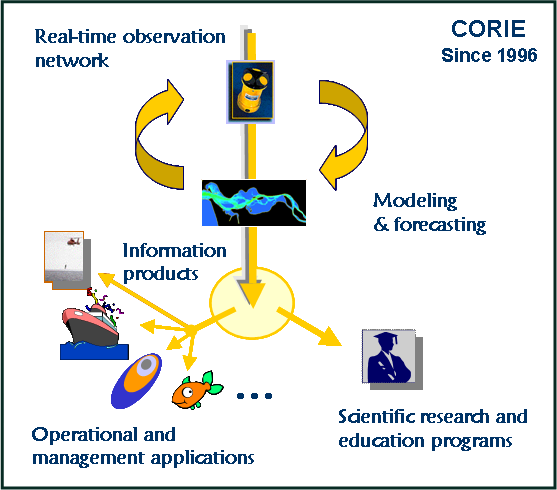 Real-time observation
network
CORIE
Since 1996
Modeling
& forecasting
Information
products
...
Scientific research and
education programs
Operational and
management applications